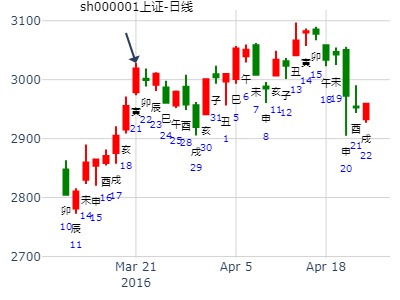 sh000001上证-日线
3100
3000
2900
2800
2700
卯
10
辰
11
未
14
申
15
酉
16
戌
17
亥
18
寅
21
卯
22
辰
23
巳
24
午
25
酉
28
戌
29
亥
30
子
31
丑
1
巳
5
午
6
未
7
申
8
亥
11
子
12
丑
13
寅
14
卯
15
午
18
未
19
申
20
酉
21
戌
22
Mar 21
2016
Apr 5
Apr 18